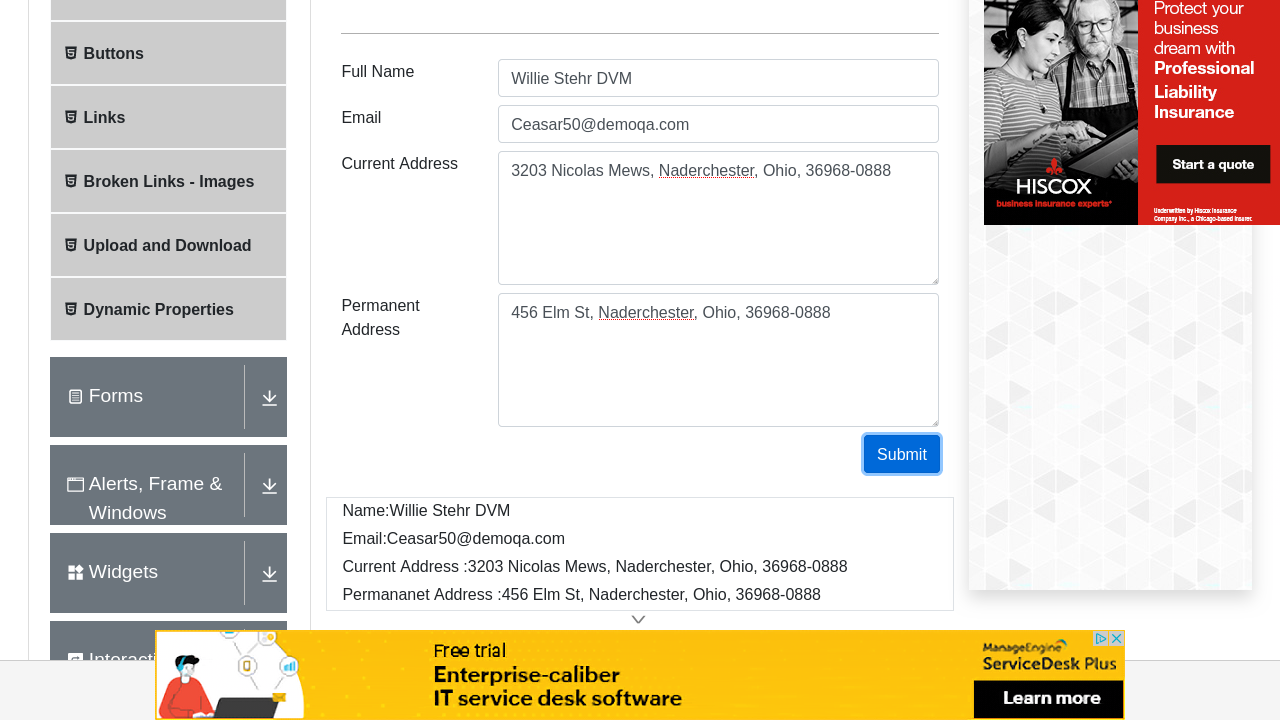 Buttons
Links
Broken Links - Images
Upload and Download
Dynamic Properties
Forms
Alerts, Frame &
Windows
Widgets
Full Name
Willie Stehr DVM
Email
Ceasar50@demoqa.com
Current Address
3203 Nicolas Mews, Naderchester, Ohio, 36968-0888
Permanent
Address
456 Elm St, Naderchester, Ohio, 36968-0888
Submit
Name:Willie Stehr DVM
Email:Ceasar50@demoqa.com
Current Address :3203 Nicolas Mews, Naderchester, Ohio, 36968-0888
Permananet Address :456 Elm St, Naderchester, Ohio, 36968-0888
Protect your
business
dream with
Professional
Liability
Insurance
Start a quote
HISCOX
business insurance experts*
Underwritten by Hiscox Insurance
Company Inc., a Chicago-based insurer.
Free trial
Enterprise-caliber
IT service desk software
ManageEngine
ServiceDesk Plus
Learn more